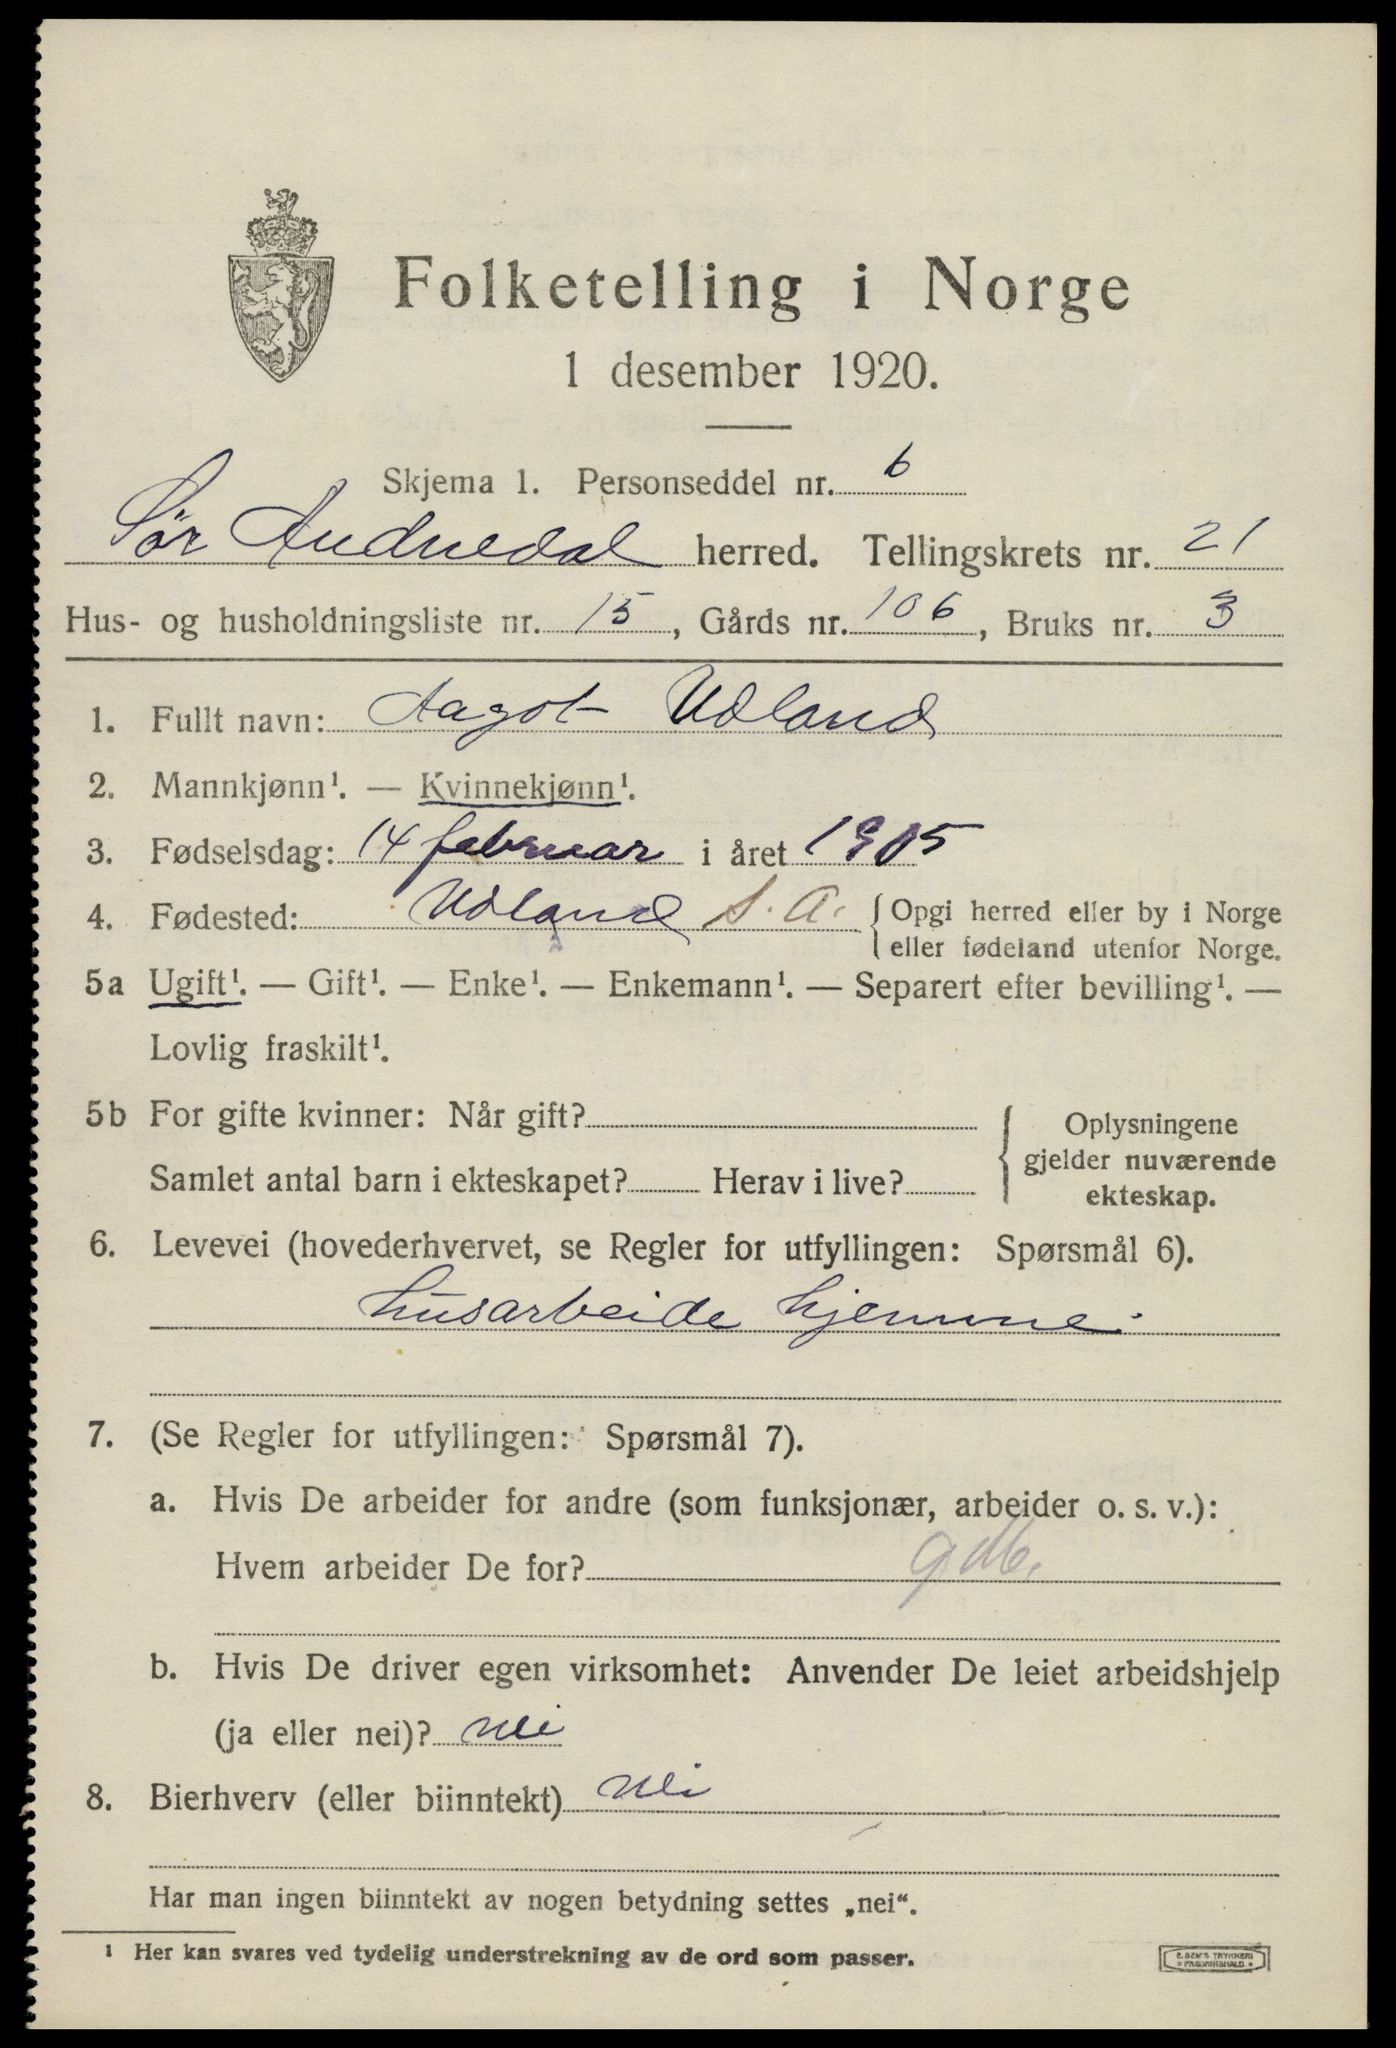 Folketelling i Norge
1 desember 1920.
Skjema 1. Personseddel nr. 6
Sør Audnedal herred. Tellingskrets nr. 21
Hus- og husholdningsliste nr. 15, Gårds nr. 106, Bruks nr. 3
1. Fullt navn: Aagot Udland
2. Mannkjønn¹. — Kvinnekjønn¹.
3. Fødselsdag: 14 februar i året 1905
4. Fødested: Udland S. A. { Opgi herred eller by i Norge
eller fødeland utenfor Norge.
5a Ugift¹. — Gift¹. — Enke¹. — Enkemann¹. — Separert efter bevilling¹. —
Lovlig fraskilt¹.
5b For gifte kvinner: Når gift?
Samlet antal barn i ekteskapet? Herav i live?
Oplysningene
gjelder nuværende
ekteskap.
6. Levevei (hovederhvervet, se Regler for utfyllingen: Spørsmål 6).
husarbeide hjemme.
7. (Se Regler for utfyllingen: Spørsmål 7).
a. Hvis De arbeider for andre (som funksjonær, arbeider o. s. v.):
Hvem arbeider De for?
b. Hvis De driver egen virksomhet: Anvender De leiet arbeidshjelp
(ja eller nei)? nei
8. Bierhverv (eller biinntekt) nei
Har man ingen biinntekt av nogen betydning settes „nei“.
¹ Her kan svares ved tydelig understrekning av de ord som passer.
E. SEM'S TRYKKERI
FREDRIKSHALD